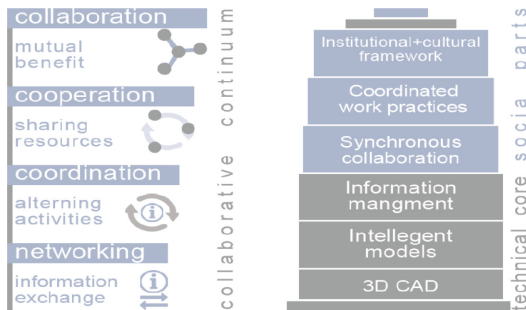 collaboration
mutual
benefit
cooperation
sharing
resources
coordination
alterning
activities
networking
information
exchange
collaborative continuum
Institutional+cultural
framework
Coordinated
work practices
Synchronous
collaboration
Information
mangment
Intellegent
models
3D CAD
technical core socia parts